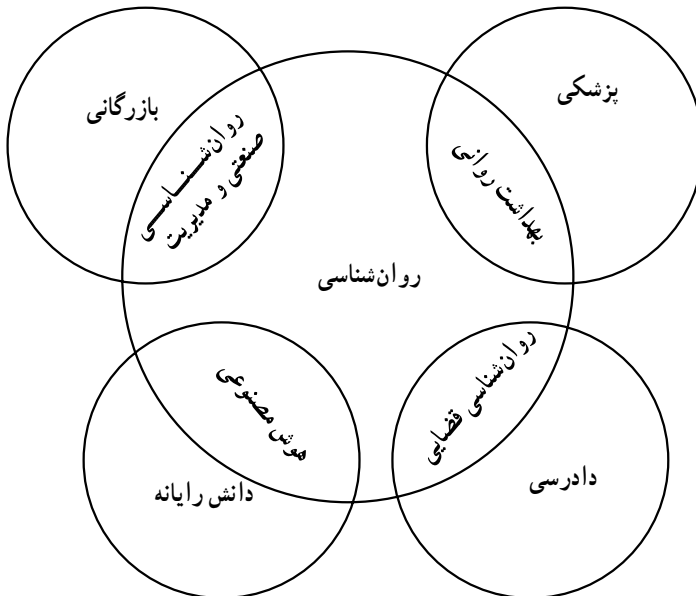 پزشکی
بازرگانی
روان‌شناسی
صنعتی و مدیریت
بهداشت روانی
روان‌شناسی
روان‌شناسی قضایی
هوش مصنوعی
دادرسی
دانش رایانه